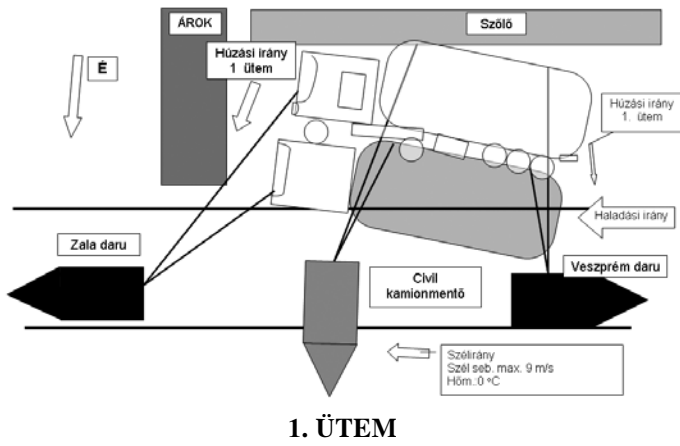 ÁROK
Szőlő
É
Húzási irány
1 ütem
Húzási irány
1. ütem
Haladási irány
Zala daru
Civil
kamionmentő
Veszprém daru
Szélirány
Szél seb. max. 9 m/s
Hőm.:0 ºC
1. ÜTEM